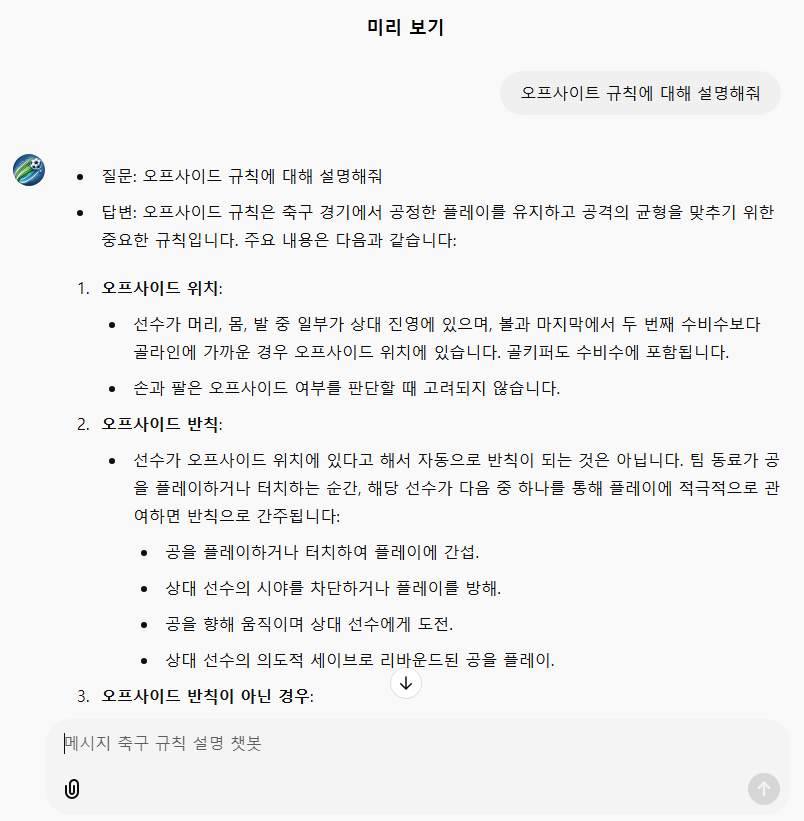 미리 보기
오프사이트 규칙에 대해 설명해줘
질문: 오프사이드 규칙에 대해 설명해줘
답변: 오프사이드 규칙은 축구 경기에서 공정한 플레이를 유지하고 공격의 균형을 맞추기 위한
중요한 규칙입니다. 주요 내용은 다음과 같습니다:
1. 오프사이드 위치:
선수가 머리, 몸, 발 중 일부가 상대 진영에 있으며, 볼과 마지막에서 두 번째 수비수보다
골라인에 가까운 경우 오프사이드 위치에 있습니다. 골키퍼도 수비수에 포함됩니다.
손과 팔은 오프사이드 여부를 판단할 때 고려되지 않습니다.
2. 오프사이드 반칙:
선수가 오프사이드 위치에 있다고 해서 자동으로 반칙이 되는 것은 아닙니다. 팀 동료가 공
을 플레이하거나 터치하는 순간, 해당 선수가 다음 중 하나를 통해 플레이에 적극적으로 관
여하면 반칙으로 간주됩니다:
공을 플레이하거나 터치하여 플레이에 간섭.
상대 선수의 시야를 차단하거나 플레이를 방해.
공을 향해 움직이며 상대 선수에게 도전.
상대 선수의 의도적 세이브로 리바운드된 공을 플레이.
3. 오프사이드 반칙이 아닌 경우:
메시지 축구 규칙 설명 챗봇